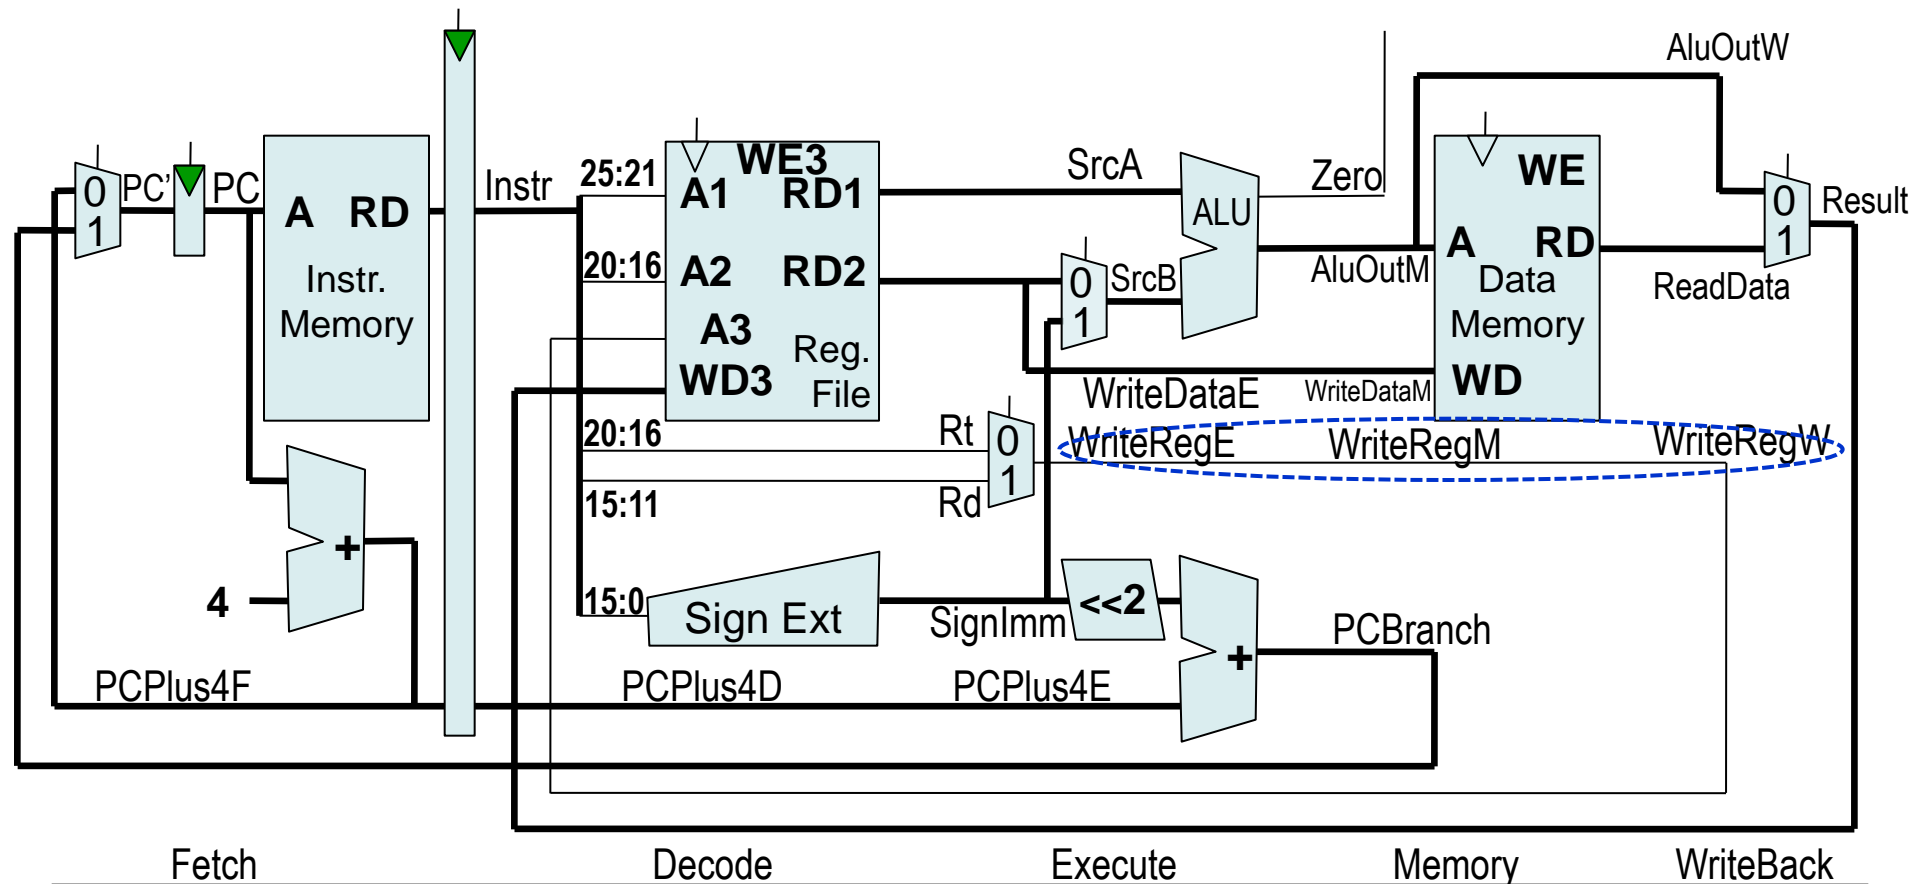 AluOutW
0
1
PC'
PC
A RD
Instr.
Memory
Instr
25:21
20:16
WE3
A1 RD1
A2 RD2
A3
WD3
Reg.
File
SrcA
ALU
Zero
0
1
SrcB
AluOutM
WE
A RD
Data
Memory
WD
ReadData
0
1
Result
WriteDataE
WriteDataM
20:16
Rt
0
1
15:11
Rd
WriteRegE
WriteRegM
WriteRegW
+
4
15:0
Sign Ext
SignImm
<<2
+
PCBranch
PCPlus4F
PCPlus4D
PCPlus4E
Fetch
Decode
Execute
Memory
WriteBack